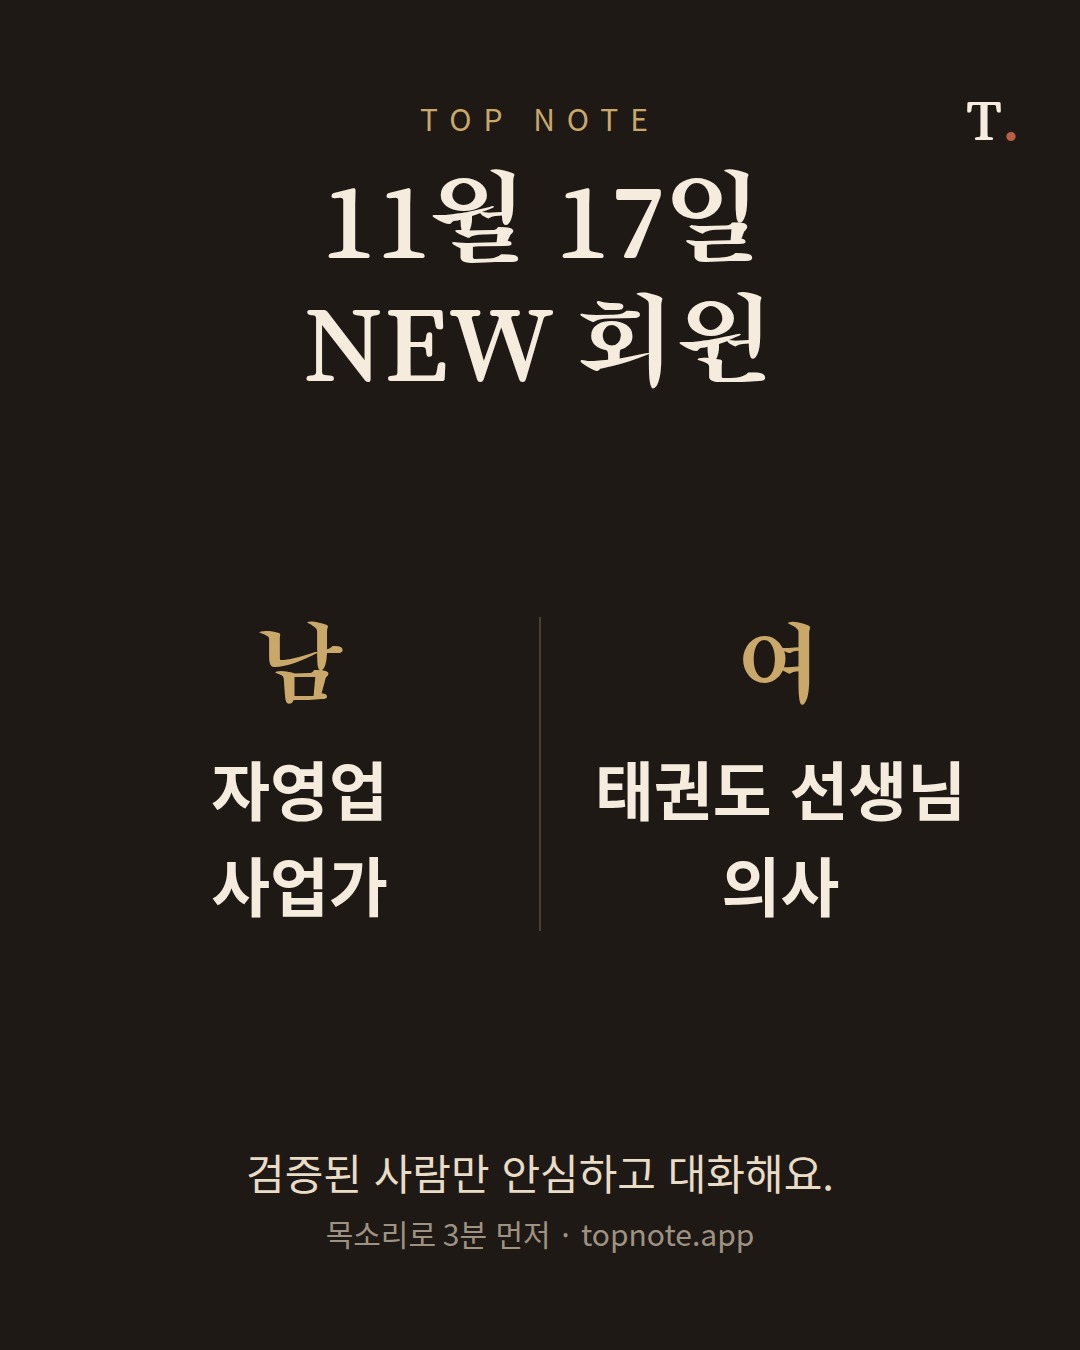 TOP NOTE
T.
11월 17일
NEW 회원
남
자영업
사업가
여
태권도 선생님
의사
검증된 사람만 안심하고 대화해요.
목소리로 3분 먼저 · topnote.app